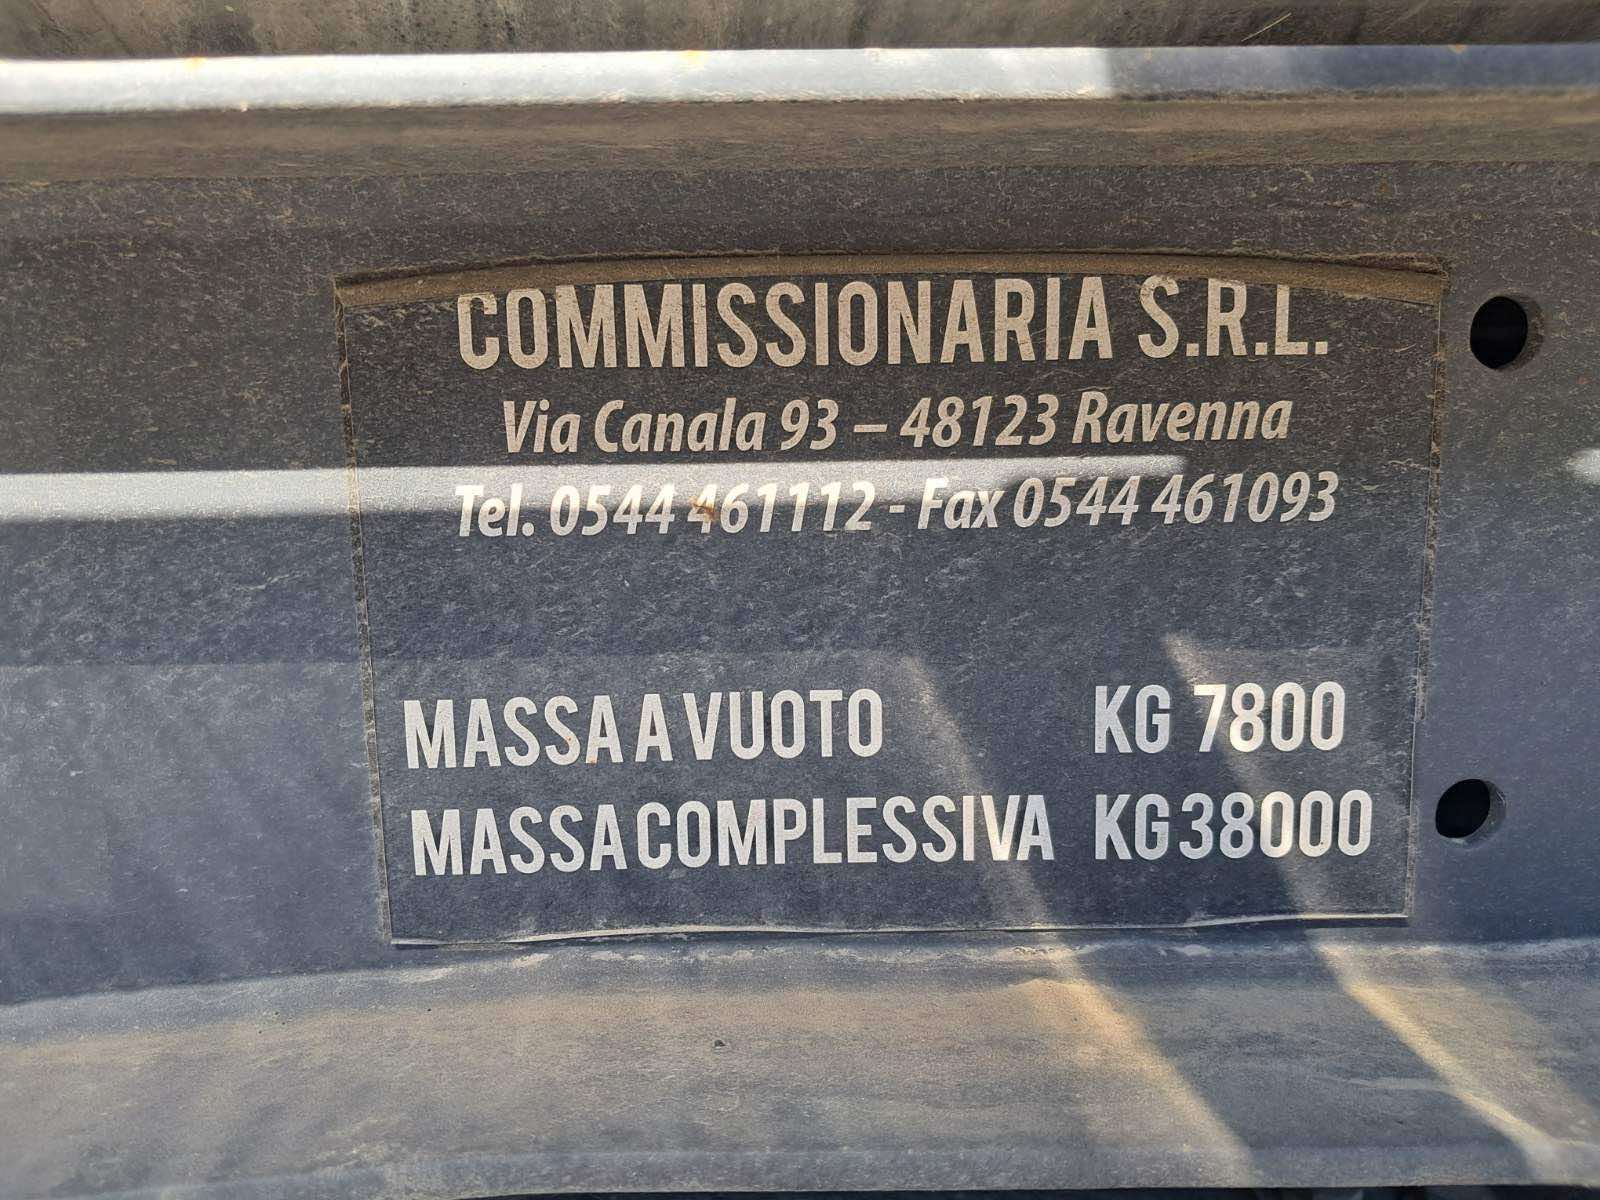 COMMISSIONARIA S.R.L.
Via Canala 93 – 48123 Ravenna
Tel. 0544 461112 - Fax 0544 461093
MASSA A VUOTO KG 7800
MASSA COMPLESSIVA KG 38000